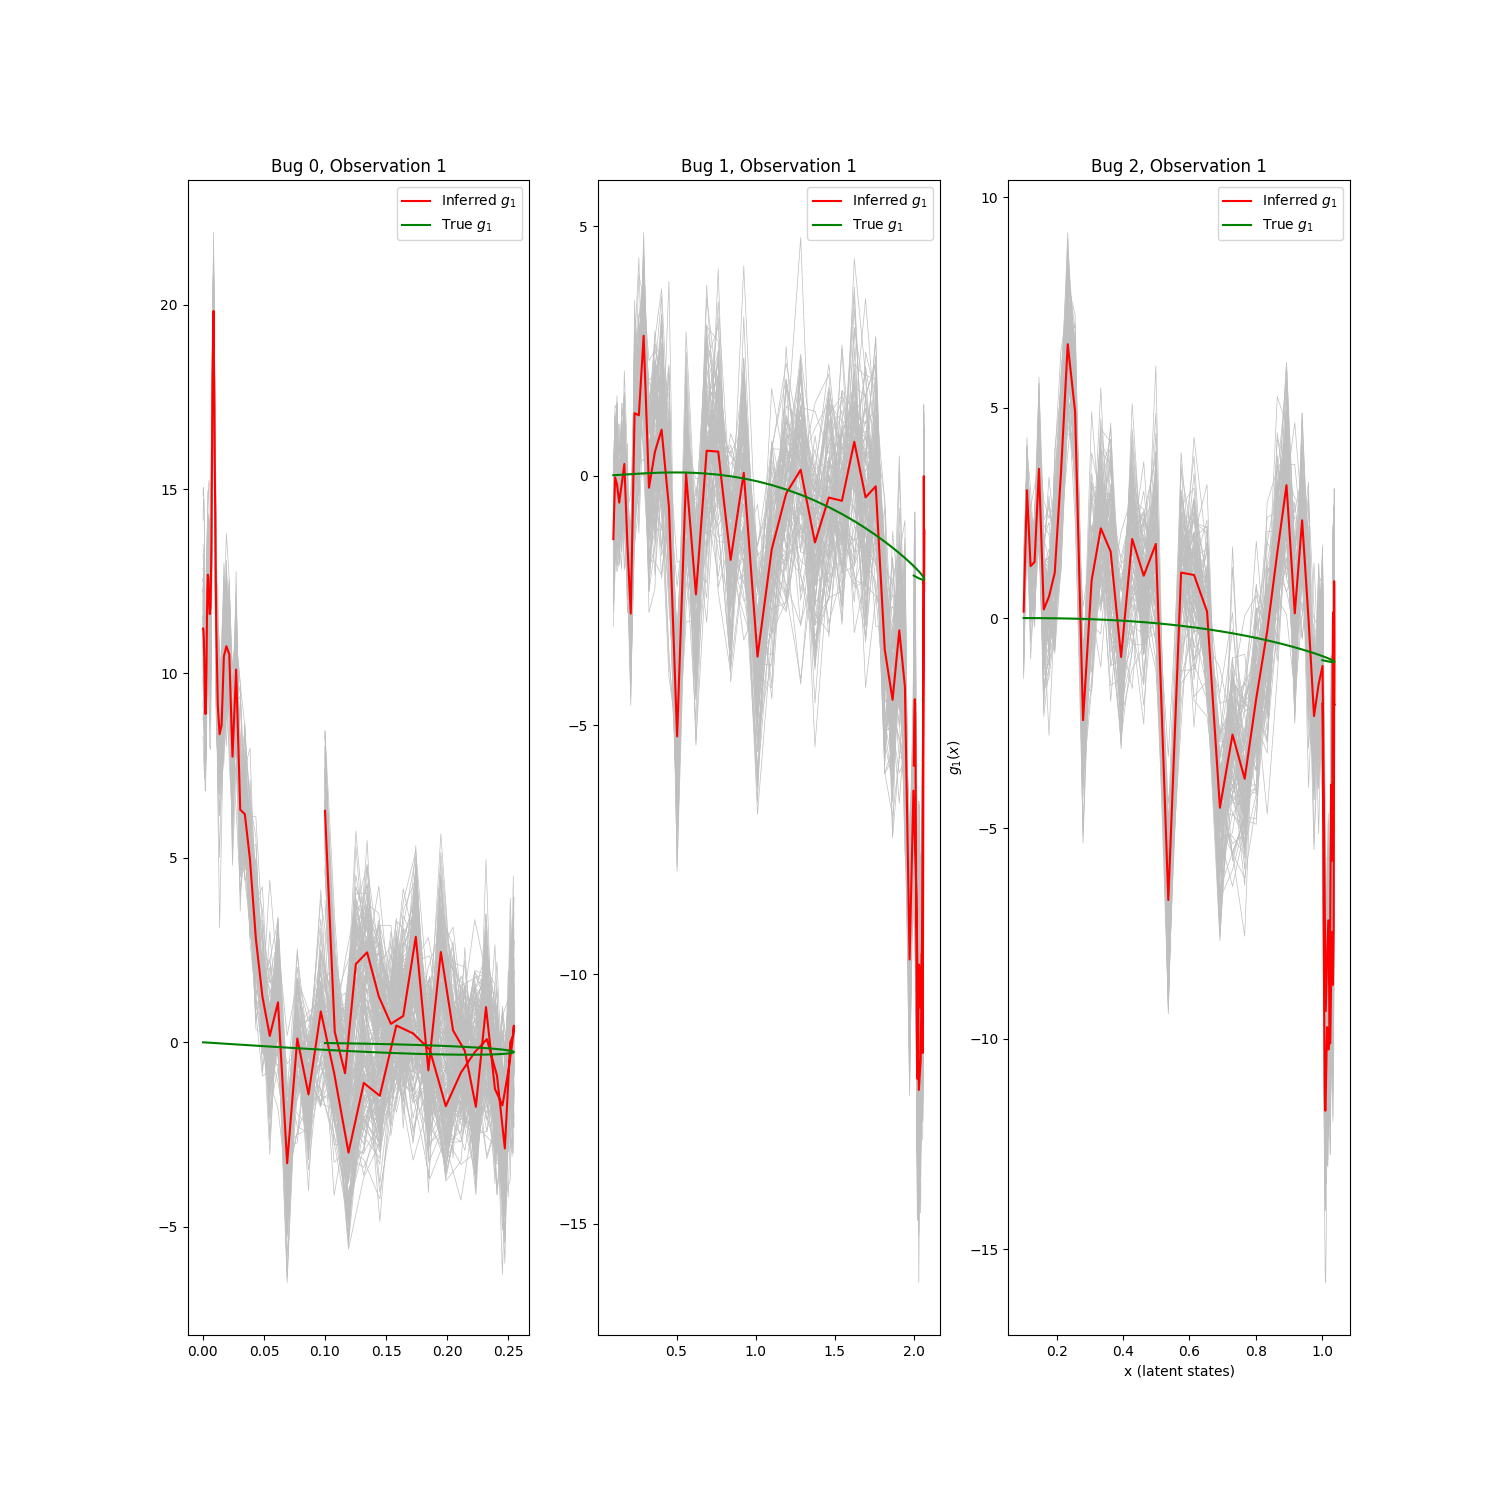 Bug 0, Observation 1
Inferred g₁
True g₁
20
15
10
5
0
−5
0.00 0.05 0.10 0.15 0.20 0.25
Bug 1, Observation 1
Inferred g₁
True g₁
5
0
−5
−10
−15
0.5 1.0 1.5 2.0
Bug 2, Observation 1
Inferred g₁
True g₁
g₁(x)
10
5
0
−5
−10
−15
0.2 0.4 0.6 0.8 1.0
x (latent states)